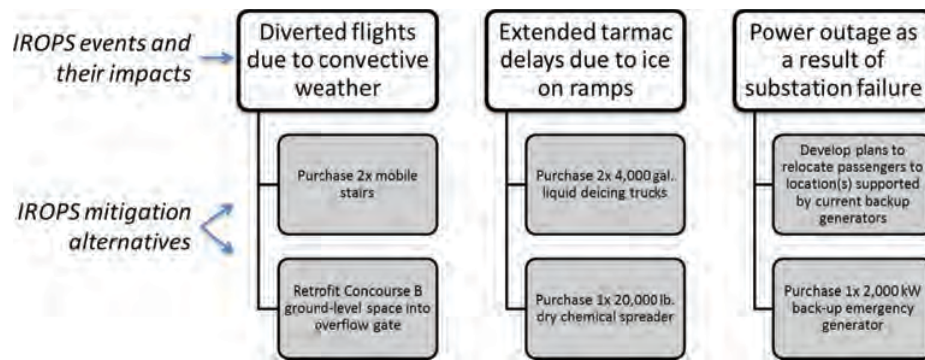 IROPS events and
their impacts
Diverted flights
due to convective
weather
Extended tarmac
delays due to ice
on ramps
Power outage as
a result of
substation failure
IROPS mitigation
alternatives
Purchase 2x mobile
stairs
Purchase 2x 4,000 gal.
liquid deicing trucks
Develop plans to
relocate passengers to
location(s) supported
by current backup
generators
Retrofit Concourse B
ground-level space into
overflow gate
Purchase 1x 20,000 lb.
dry chemical spreader
Purchase 1x 2,000 kW
back-up emergency
generator